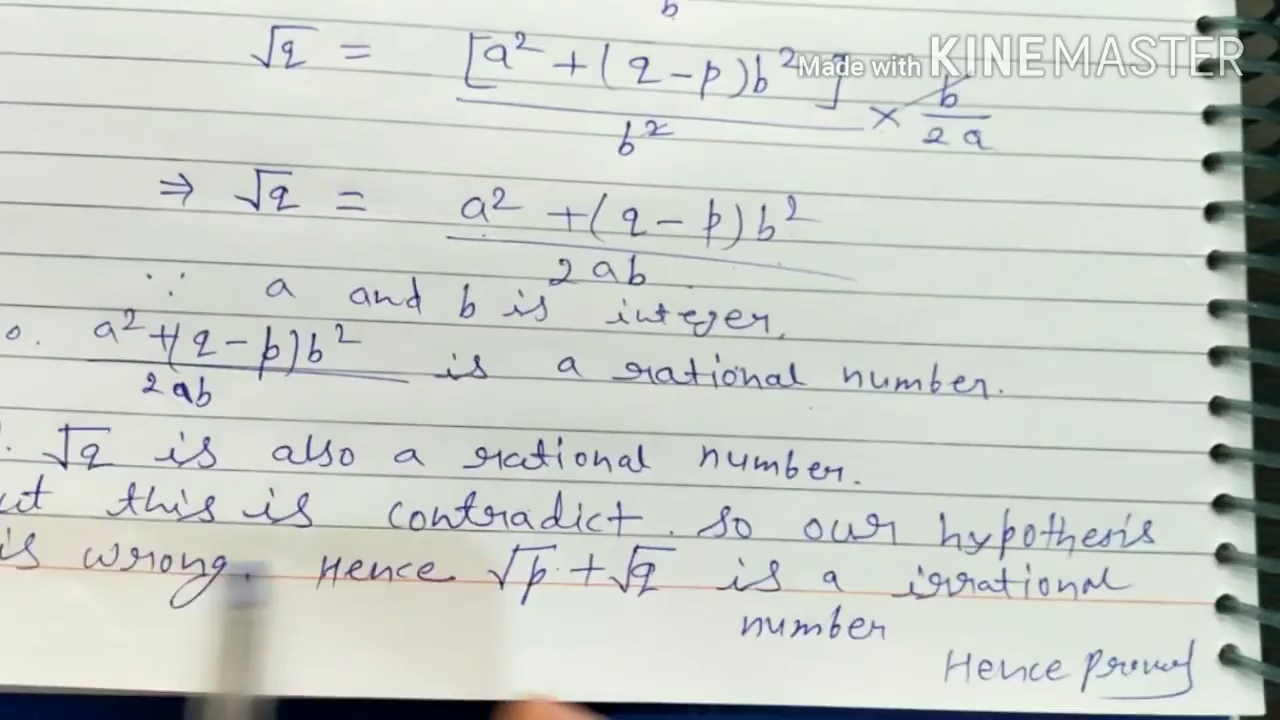 b
√q = [a² + (q - p)b²] / b² × b / 2a
Made with KINEMASTER
⇒ √q = a² + (q - p)b² / 2ab
∵ a and b is integer,
o. a² + (q - p)b² / 2ab is a rational number.
. √q is also a rational number.
ut this is contradict. so our hypothesis
is wrong. Hence √p + √q is a irrational
number
Hence proved